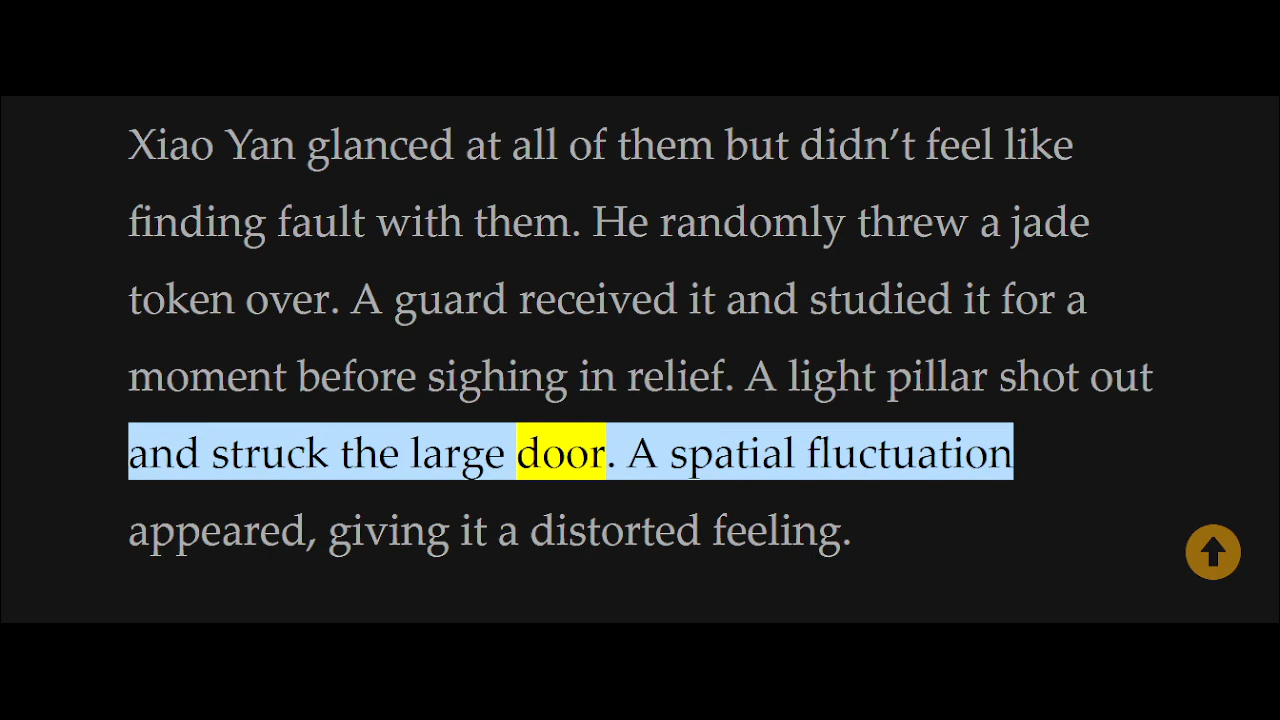 Xiao Yan glanced at all of them but didn’t feel like
finding fault with them. He randomly threw a jade
token over. A guard received it and studied it for a
moment before sighing in relief. A light pillar shot out
and struck the large door. A spatial fluctuation
appeared, giving it a distorted feeling.